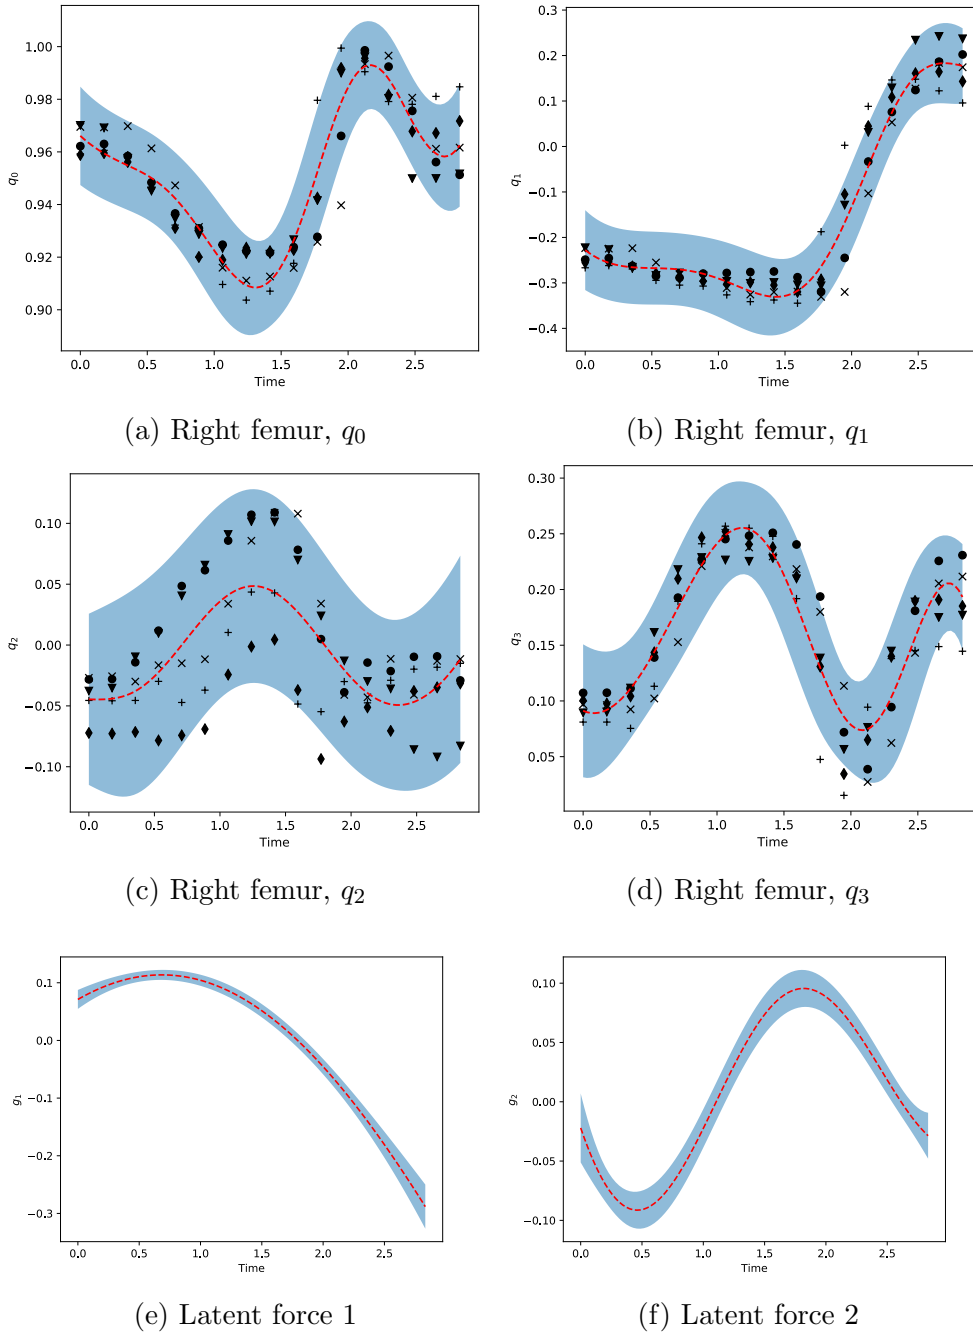 1.00
0.98
0.96
0.94
0.92
0.90
q0
0.0 0.5 1.0 1.5 2.0 2.5
Time
(a) Right femur, q0
0.3
0.2
0.1
0.0
−0.1
−0.2
−0.3
−0.4
q1
0.0 0.5 1.0 1.5 2.0 2.5
Time
(b) Right femur, q1
0.10
0.05
0.00
−0.05
−0.10
q2
0.0 0.5 1.0 1.5 2.0 2.5
Time
(c) Right femur, q2
0.30
0.25
0.20
0.15
0.10
0.05
q3
0.0 0.5 1.0 1.5 2.0 2.5
Time
(d) Right femur, q3
0.1
0.0
−0.1
−0.2
−0.3
g1
0.0 0.5 1.0 1.5 2.0 2.5
Time
(e) Latent force 1
0.10
0.05
0.00
−0.05
−0.10
g2
0.0 0.5 1.0 1.5 2.0 2.5
Time
(f) Latent force 2